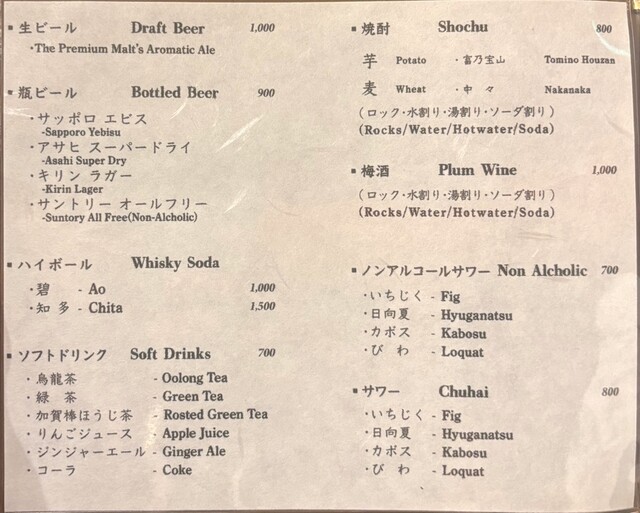 ▪生ビール Draft Beer 1,000
・The Premium Malt's Aromatic Ale
▪瓶ビール Bottled Beer 900
・サッポロ エビス
-Sapporo Yebisu
・アサヒ スーパードライ
-Asahi Super Dry
・キリン ラガー
-Kirin Lager
・サントリー オールフリー
-Suntory All Free(Non-Alcholic)
▪ハイボール Whisky Soda
・碧 - Ao 1,000
・知 多 - Chita 1,500
▪ソフトドリンク Soft Drinks 700
・烏龍茶 - Oolong Tea
・緑 茶 - Green Tea
・加賀棒ほうじ茶 - Rosted Green Tea
・りんごジュース - Apple Juice
・ジンジャーエール - Ginger Ale
・コーラ - Coke
▪焼酎 Shochu 800
芋 Potato ・富乃宝山 Tomino Houzan
麦 Wheat ・中 々 Nakanaka
(ロック・水割り・湯割り・ソーダ割り)
(Rocks/Water/Hotwater/Soda)
▪梅酒 Plum Wine 1,000
(ロック・水割り・湯割り・ソーダ割り)
(Rocks/Water/Hotwater/Soda)
▪ノンアルコールサワー Non Alcholic 700
・いちじく - Fig
・日向夏 - Hyuganatsu
・カボス - Kabosu
・び わ - Loquat
▪サワー Chuhai 800
・いちじく - Fig
・日向夏 - Hyuganatsu
・カボス - Kabosu
・び わ - Loquat